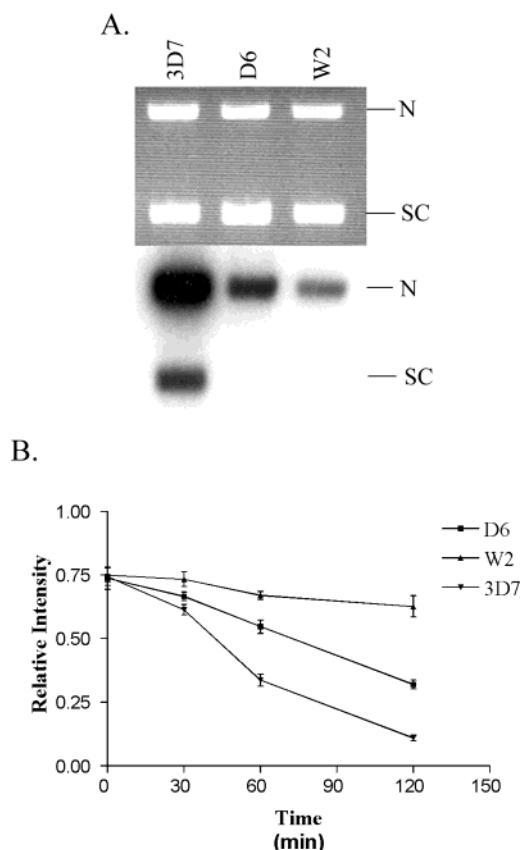 A.
3D7 D6 W2
N
SC
N
SC
B.
D6
W2
3D7
Relative Intensity
1.00
0.75
0.50
0.25
0.00
0 30 60 90 120 150
Time
(min)